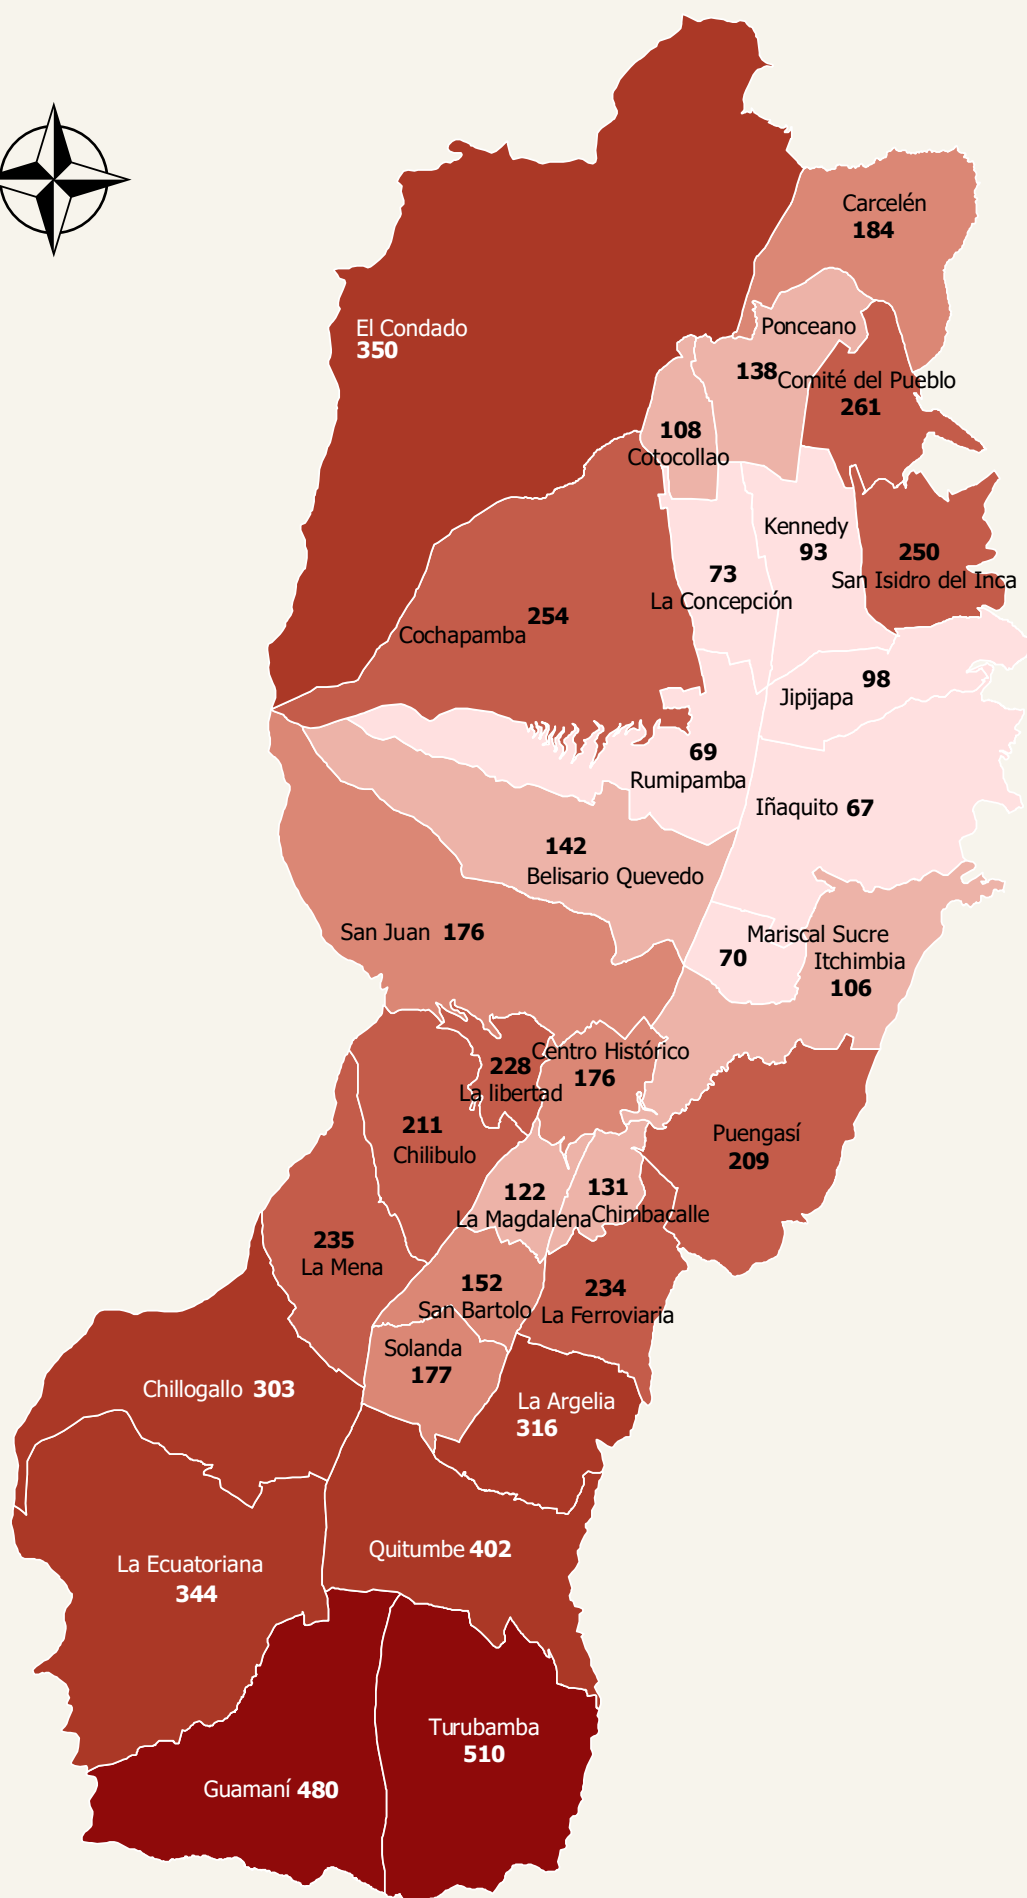 Carcelén
184
El Condado
350
Ponceano
138
Comité del Pueblo
261
108
Cotocollao
Kennedy
93
250
San Isidro del Inca
73
La Concepción
254
Cochapamba
98
Jipijapa
69
Rumipamba
Iñaquito 67
142
Belisario Quevedo
San Juan 176
Mariscal Sucre
70
Itchimbia
106
Centro Histórico
176
228
La libertad
211
Chilibulo
Puengasí
209
122
La Magdalena
131
Chimbacalle
235
La Mena
152
San Bartolo
234
La Ferroviaria
Solanda
177
Chillogallo 303
La Argelia
316
La Ecuatoriana
344
Quitumbe 402
Turubamba
510
Guamaní 480